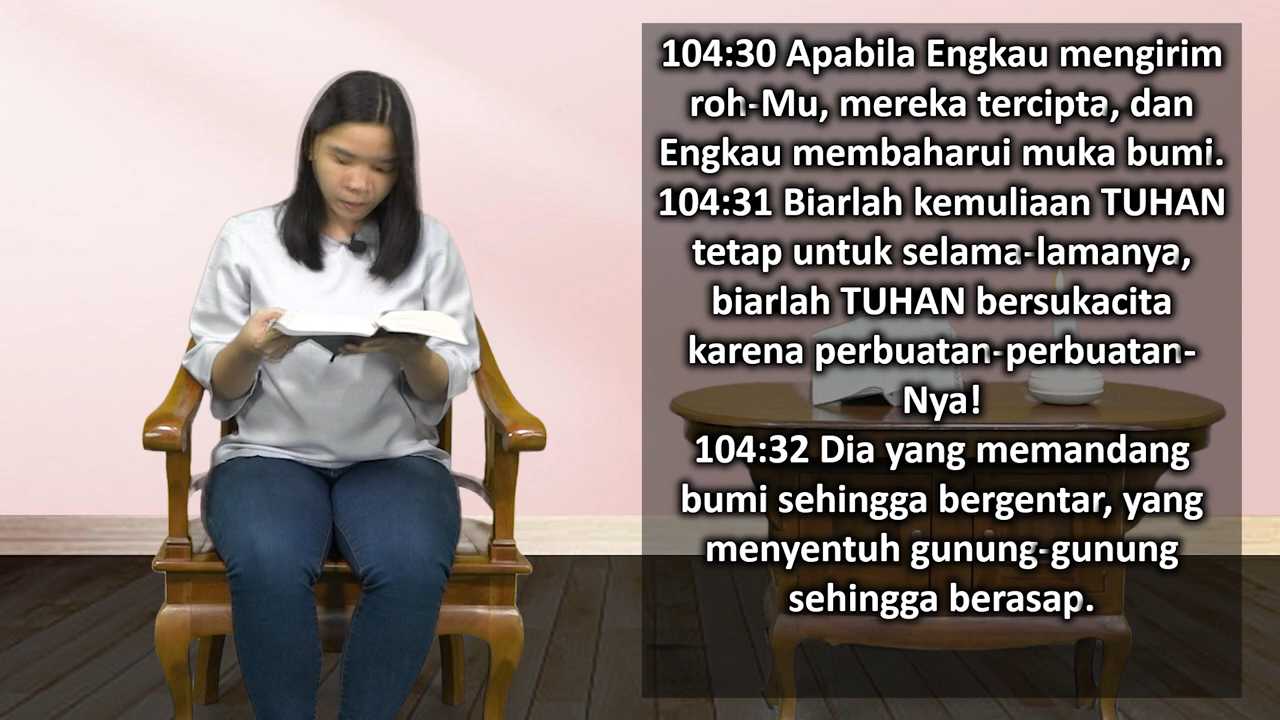 104:30 Apabila Engkau mengirim
roh-Mu, mereka tercipta, dan
Engkau membaharui muka bumi.
104:31 Biarlah kemuliaan TUHAN
tetap untuk selama-lamanya,
biarlah TUHAN bersukacita
karena perbuatan-perbuatan-
Nya!
104:32 Dia yang memandang
bumi sehingga bergentar, yang
menyentuh gunung-gunung
sehingga berasap.